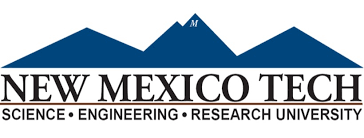 M
NEW MEXICO TECH
SCIENCE • ENGINEERING • RESEARCH UNIVERSITY